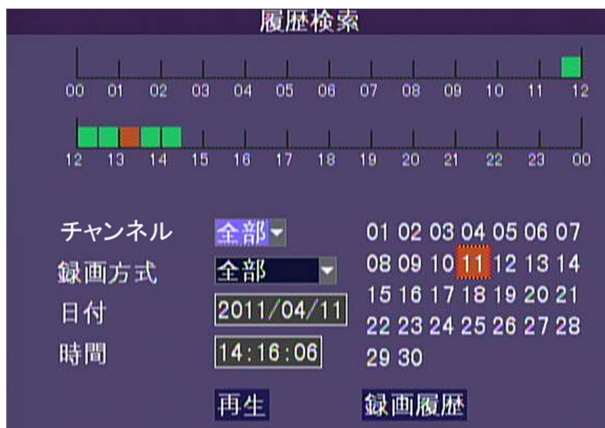 履歴検索
00 01 02 03 04 05 06 07 08 09 10 11 12
12 13 14 15 16 17 18 19 20 21 22 23 00
チャンネル 全部
録画方式 全部
日付 2011/04/11
時間 14:16:06
01 02 03 04 05 06 07
08 09 10 11 12 13 14
15 16 17 18 19 20 21
22 23 24 25 26 27 28
29 30
再生 録画履歴